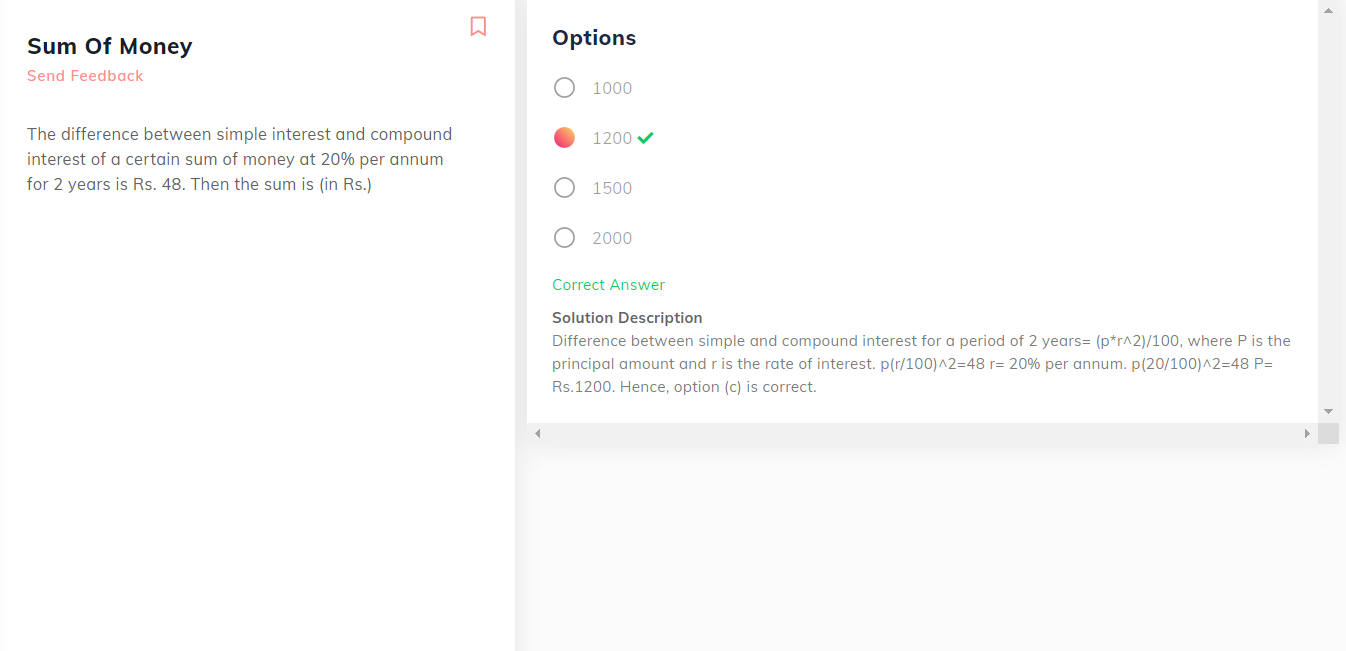 Sum Of Money
Send Feedback
The difference between simple interest and compound
interest of a certain sum of money at 20% per annum
for 2 years is Rs. 48. Then the sum is (in Rs.)
Options
1000
1200
1500
2000
Correct Answer
Solution Description
Difference between simple and compound interest for a period of 2 years= (p*r^2)/100, where P is the
principal amount and r is the rate of interest. p(r/100)^2=48 r= 20% per annum. p(20/100)^2=48 P=
Rs.1200. Hence, option (c) is correct.